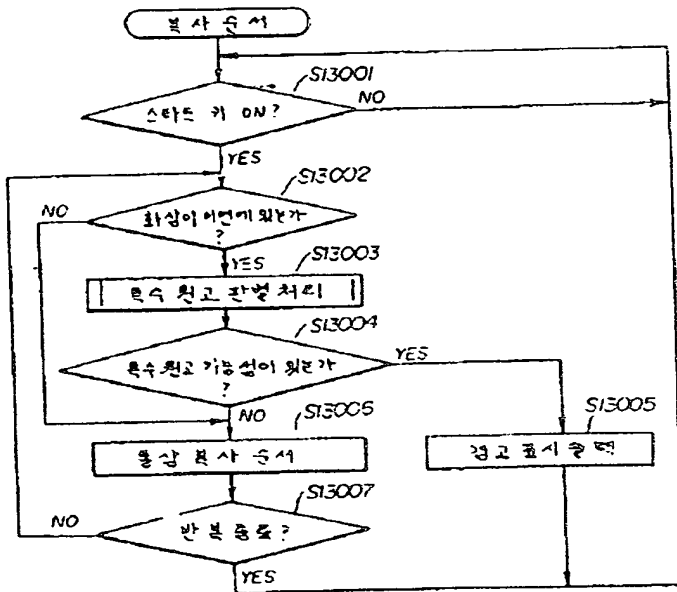 복사 순서
S13001
스타트 키 ON?
NO
YES
S13002
NO
화상이 이면에 있는가
?
YES
S13003
특수 원고 판별 처리
S13004
특수 원고 가능성이 있는가
?
YES
NO
S13006
S13005
통상 복사 순서
경고 표시 출력
S13007
NO
반복 종료?
YES